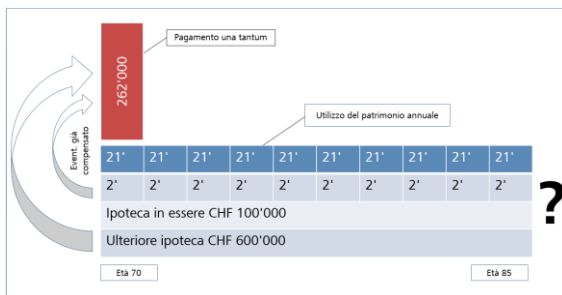 Pagamento una tantum
262'000
Utilizzo del patrimonio annuale
Event. già
compensato
21' 21' 21' 21' 21' 21' 21' 21' 21' 21'
2' 2' 2' 2' 2' 2' 2' 2' 2' 2'
?
Ipoteca in essere CHF 100'000
Ulteriore ipoteca CHF 600'000
Età 70
Età 85